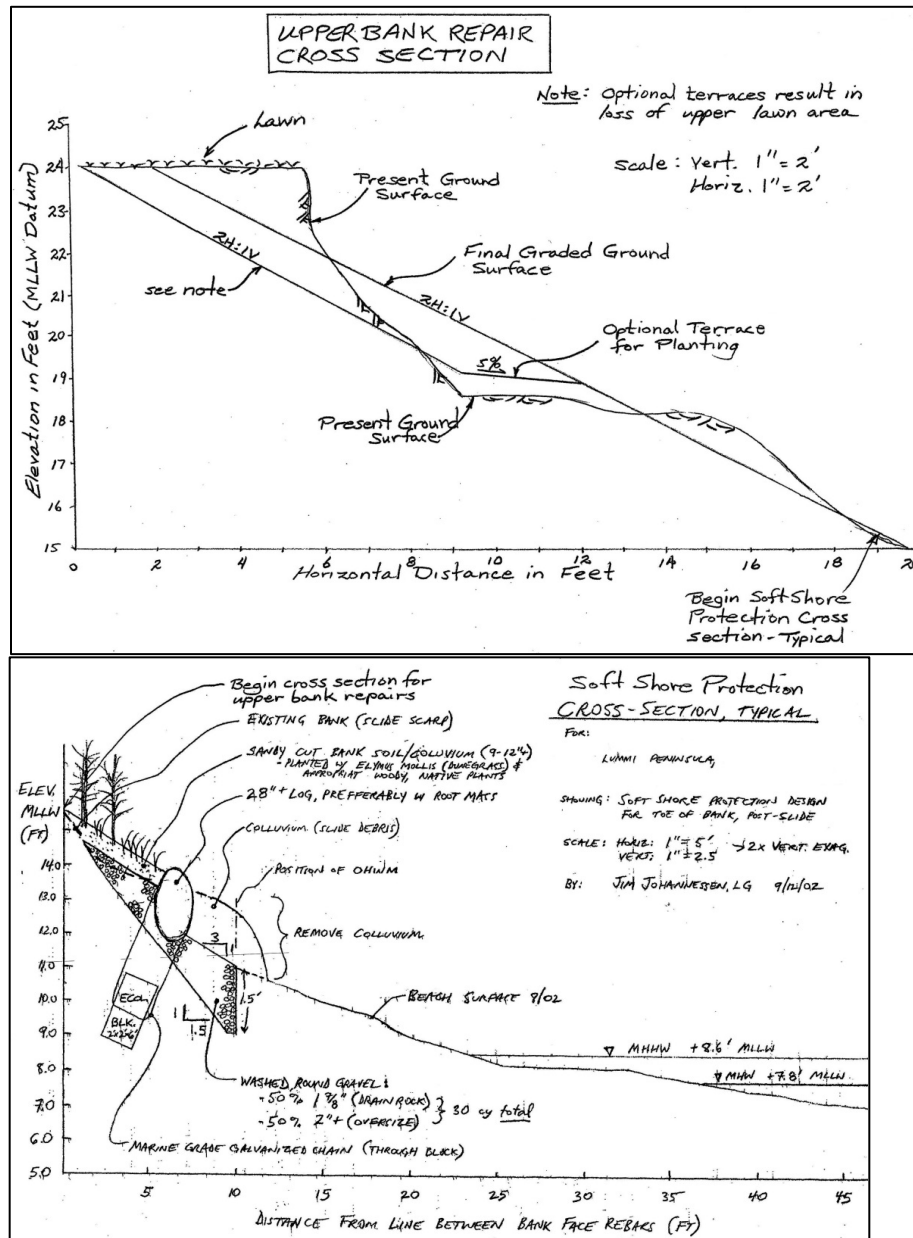 UPPER BANK REPAIR
CROSS SECTION
Note: Optional terraces result in
loss of upper lawn area
Scale: Vert. 1"=2'
Horiz. 1"=2'
Lawn
Present Ground
Surface
Final Graded Ground
Surface
2H:1V
2H:1V
see note
Optional Terrace
for Planting
5%
Present Ground
Surface
Elevation in Feet (MLLW Datum)
25
24
23
22
21
20
19
18
17
16
15
0 2 4 6 8 10 12 14 16 18 20
Horizontal Distance in Feet
Begin Soft Shore
Protection Cross
section-Typical
Begin cross section for
upper bank repairs
EXISTING BANK (SLIDE SCARP)
SANDY CUT BANK SOIL/COLUVIUM (9-12"+)
-PLANTED W/ ELYMUS MOLLIS (DUNEGRASS) &
APPROPRIAT WOODY, NATIVE PLANTS
28"+ LOG, PREFFERABLY W ROOT MASS
COLLUVIUM (SLIDE DEBRIS)
POSITION OF OHWM
REMOVE COLLUVIUM
Soft Shore Protection
CROSS-SECTION, TYPICAL
FOR:
LUMMI PENINSULA,
SHOWING: SOFT SHORE PROTECTION DESIGN
FOR TOE OF BANK, POST-SLIDE
SCALE: HORIZ: 1"=5' 2x VERT. EXAG.
VERT: 1"=2.5
BY: JIM JOHANNESSEN, LG 9/12/02
ELEV.
MLLW
(FT)
15.0
14.0
13.0
12.0
11.0
10.0
9.0
8.0
7.0
6.0
5.0
3
1
1.5'
1
1.5
ECOL.
BLK.
2'x2'x6'
BEACH SURFACE 9/02
MHHW +8.6' MLLW
MHW +7.8' MLLW
WASHED ROUND GRAVEL:
-50% 1 7/8" (DRAIN ROCK)
-50% 2"+ (OVERSIZE)
30 cy total
MARINE GRADE GALVANIZED CHAIN (THROUGH BLOCK)
5 10 15 20 25 30 35 40 45
DISTANCE FROM LINE BETWEEN BANK FACE REBARS (FT)